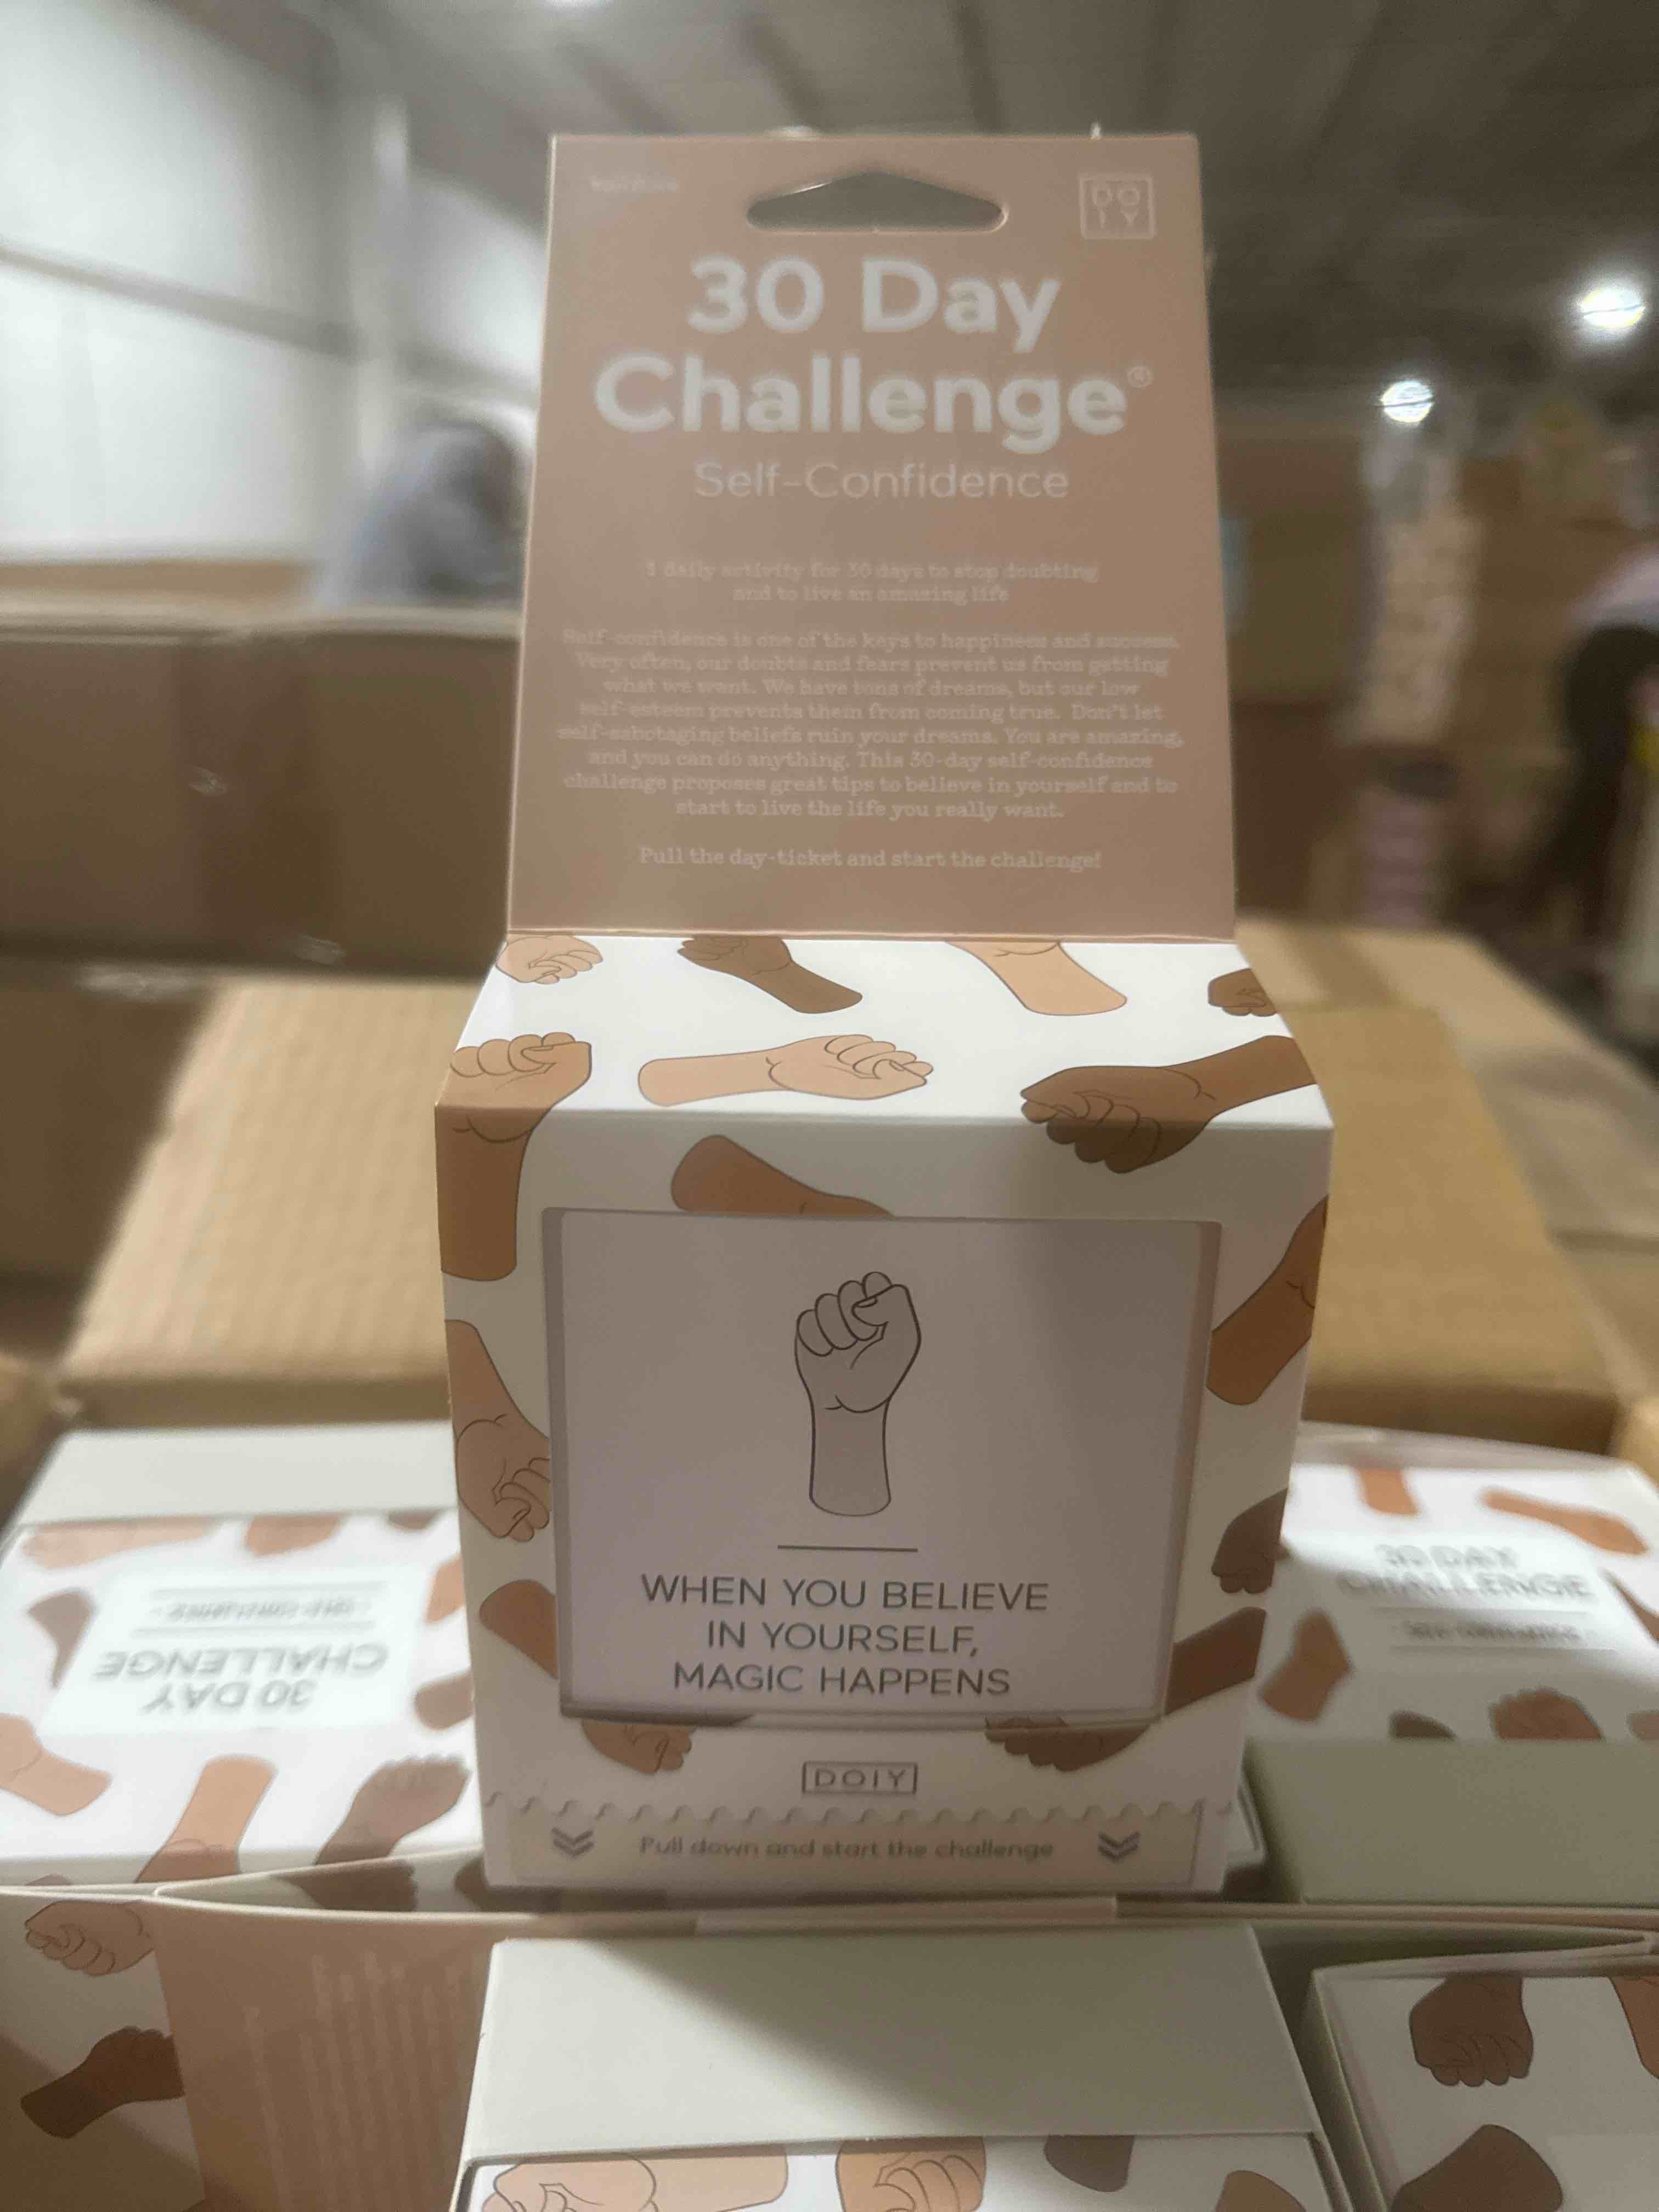 DO
IY
30 Day
Challenge®
Self-Confidence
1 daily activity for 30 days to stop doubting
and to live an amazing life
Self-confidence is one of the keys to happiness and success.
Very often, our doubts and fears prevent us from getting
what we want. We have tons of dreams, but our low
self-esteem prevents them from coming true. Don't let
self-sabotaging beliefs ruin your dreams. You are amazing,
and you can do anything. This 30-day self-confidence
challenge proposes great tips to believe in yourself and to
start to live the life you really want.
Pull the day-ticket and start the challenge!
WHEN YOU BELIEVE
IN YOURSELF,
MAGIC HAPPENS
DOIY
Pull down and start the challenge
30 DAY
CHALLENGE
SELF-CONFIDENCE
30 DAY
CHALLENGE
SELF-CONFIDENCE